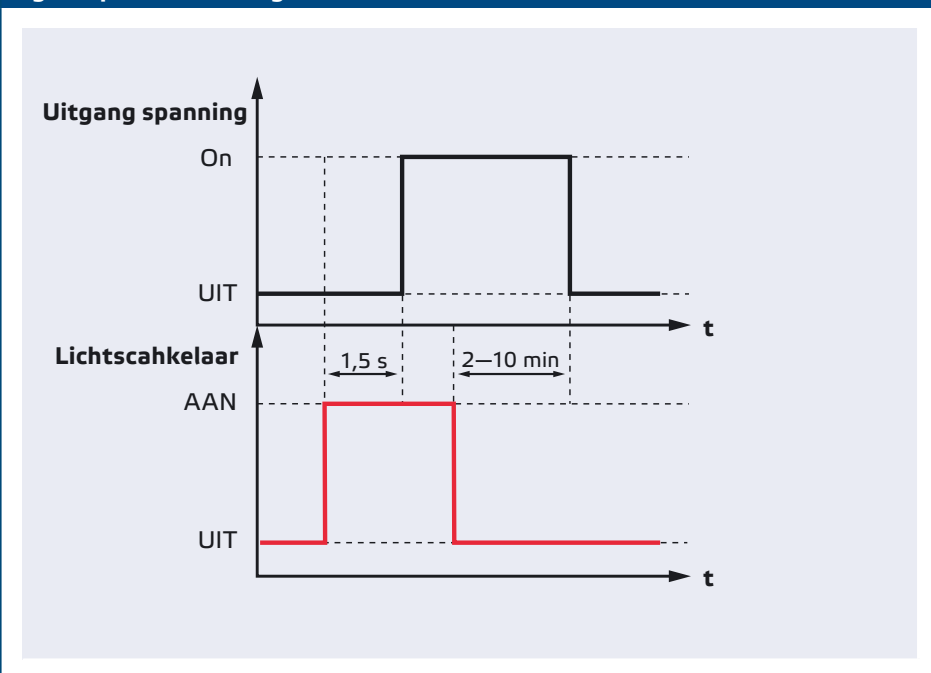 Uitgang spanning
On
UIT
t
Lichtscahkelaar
1,5 s
2—10 min
AAN
UIT
t